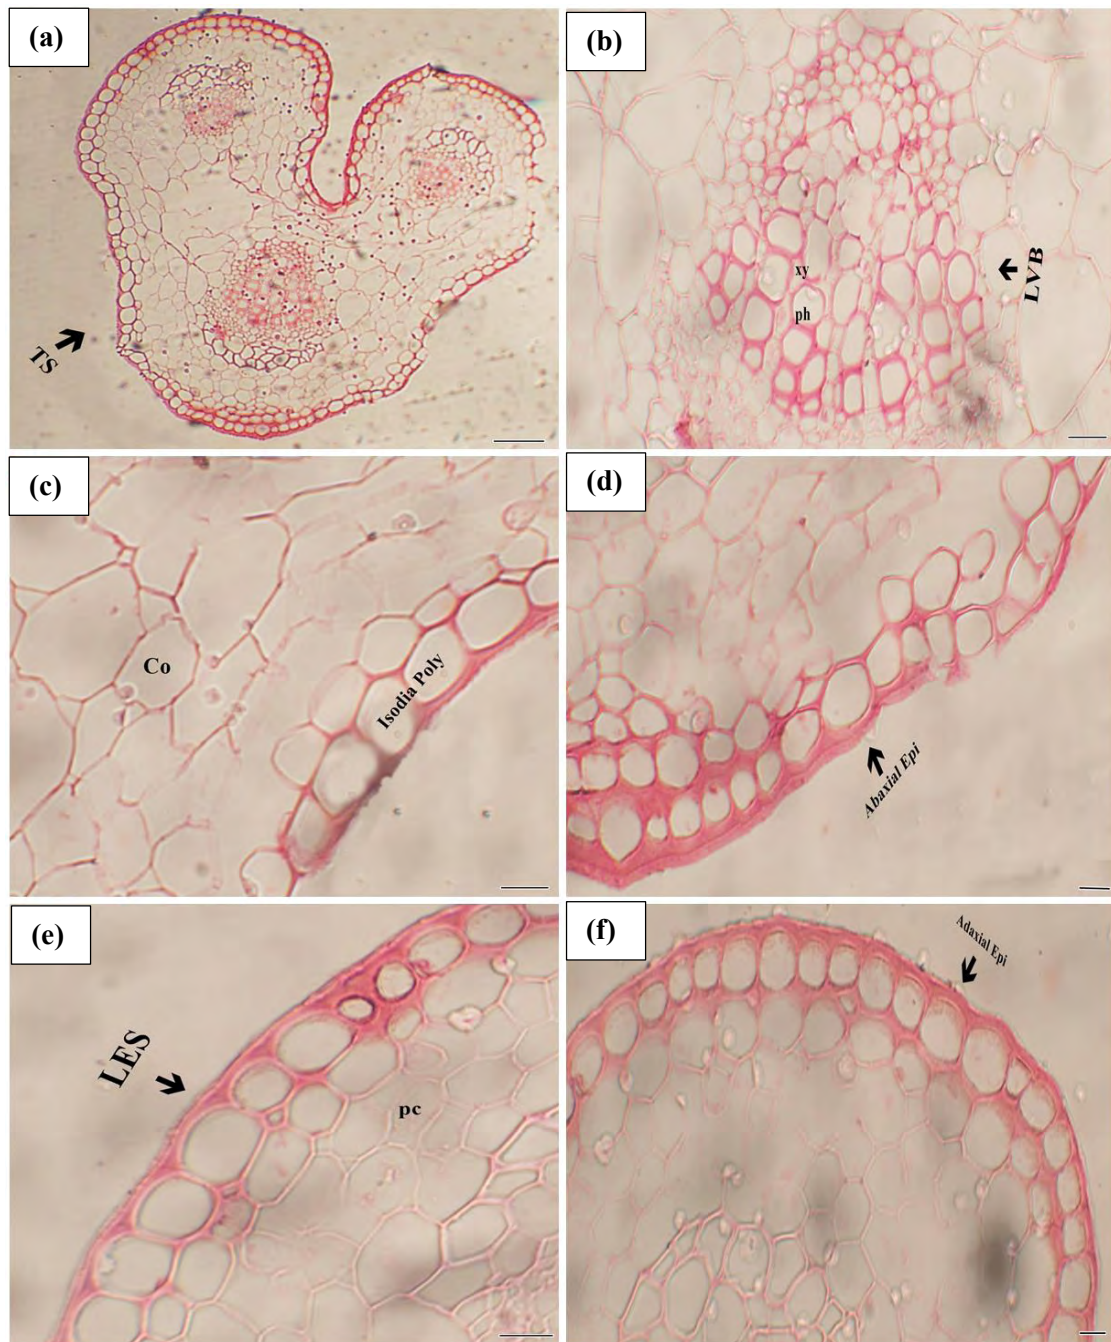 (a)
TS
(b)
xy
ph
LVB
(c)
Co
Isodia Poly
(d)
Abaxial Epi
(e)
LES
pc
(f)
Adaxial Epi